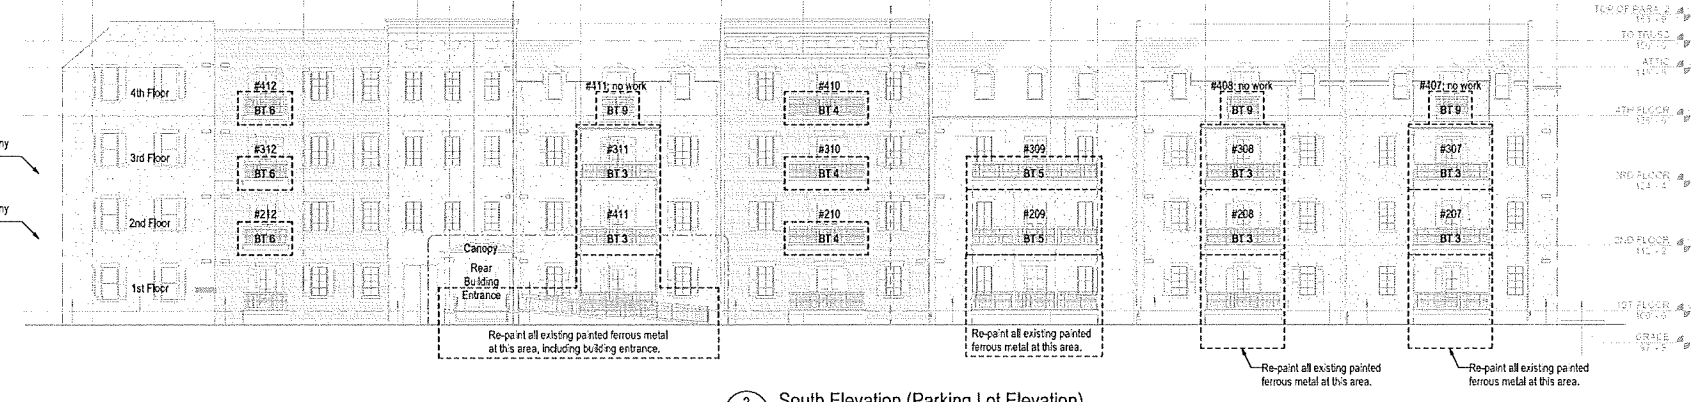 TOP OF PARA. 2
TO TRUSS
ATTIC
#412
#411; no work
#410
#408; no work
#407; no work
4th Floor
BT 6
BT 9
BT 4
BT 9
BT 9
4TH FLOOR
ny
3rd Floor
#312
#311
#310
#309
#308
#307
BT 6
BT 3
BT 4
BT 5
BT 3
BT 3
3RD FLOOR
ny
2nd Floor
#212
#411
#210
#209
#208
#207
BT 6
BT 3
BT 4
BT 5
BT 3
BT 3
2ND FLOOR
Canopy
Rear
Building
Entrance
1st Floor
1ST FLOOR
Re-paint all existing painted ferrous metal
at this area, including building entrance.
Re-paint all existing painted
ferrous metal at this area.
GRADE
Re-paint all existing painted
ferrous metal at this area.
Re-paint all existing painted
ferrous metal at this area.
South Elevation (Parking Lot Elevation)